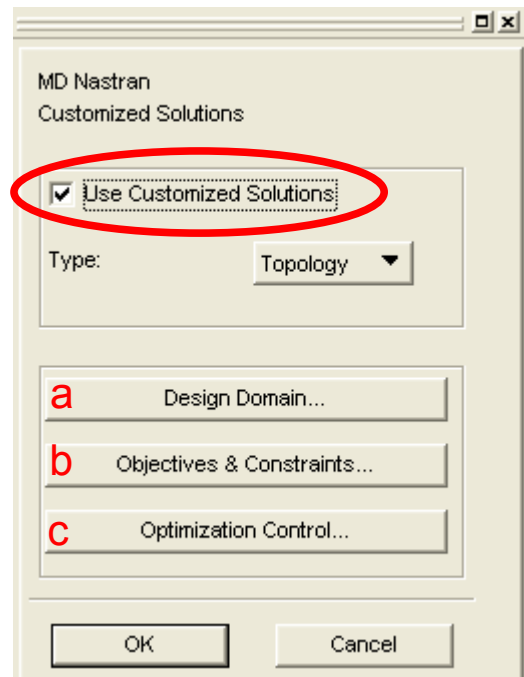 MD Nastran
Customized Solutions
Use Customized Solutions
Type: Topology
a Design Domain...
b Objectives & Constraints...
c Optimization Control...
OK Cancel